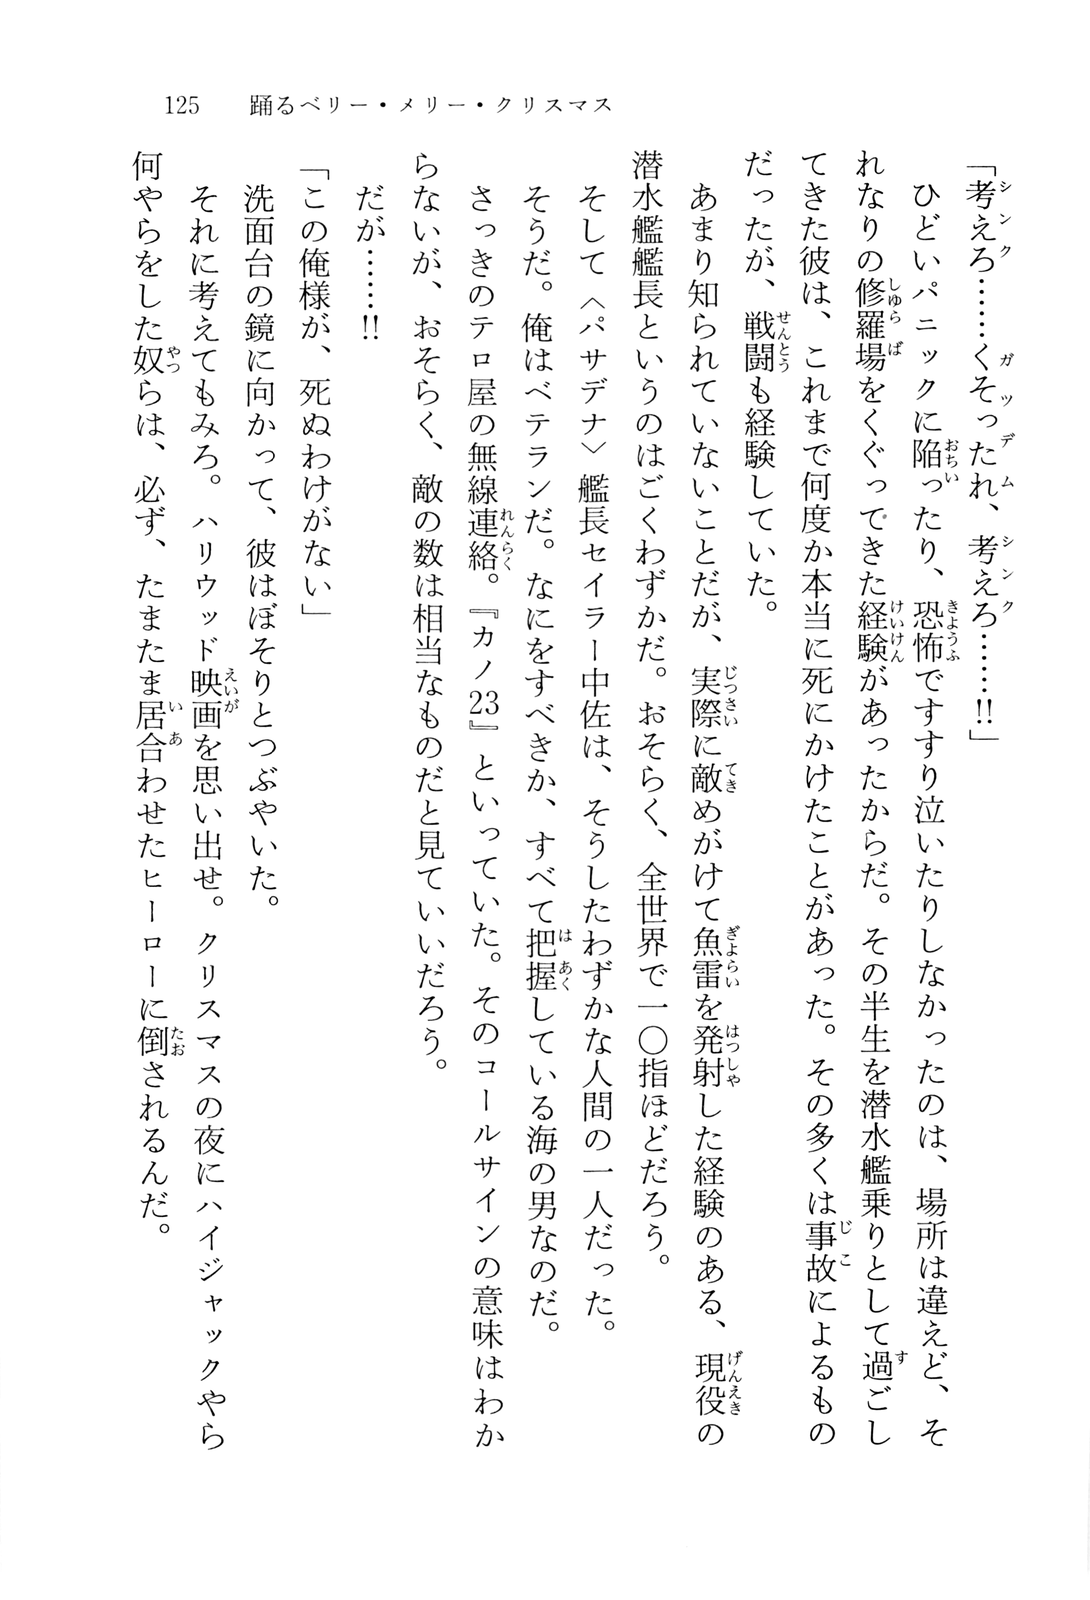 125 踊るベリー・メリー・クリスマス
「考えろ……くそったれ、考えろ……!!」
ひどいパニックに陥ったり、恐怖ですすり泣いたりしなかったのは、場所は違えど、そ
れなりの修羅場をくぐってきた経験があったからだ。その半生を潜水艦乗りとして過ごし
てきた彼は、これまで何度か本当に死にかけたことがあった。その多くは事故によるもの
だったが、戦闘も経験していた。
あまり知られていないことだが、実際に敵めがけて魚雷を発射した経験のある、現役の
潜水艦艦長というのはごくわずかだ。おそらく、全世界で一〇指ほどだろう。
そして〈パサデナ〉艦長セイラー中佐は、そうしたわずかな人間の一人だった。
そうだ。俺はベテランだ。なにをすべきか、すべて把握している海の男なのだ。
さっきのテロ屋の無線連絡。『カノ23』といっていた。そのコールサインの意味はわか
らないが、おそらく、敵の数は相当なものだと見ていいだろう。
だが……!!
「この俺様が、死ぬわけがない」
洗面台の鏡に向かって、彼はぼそりとつぶやいた。
それに考えてもみろ。ハリウッド映画を思い出せ。クリスマスの夜にハイジャックやら
何やらをした奴らは、必ず、たまたま居合わせたヒーローに倒されるんだ。